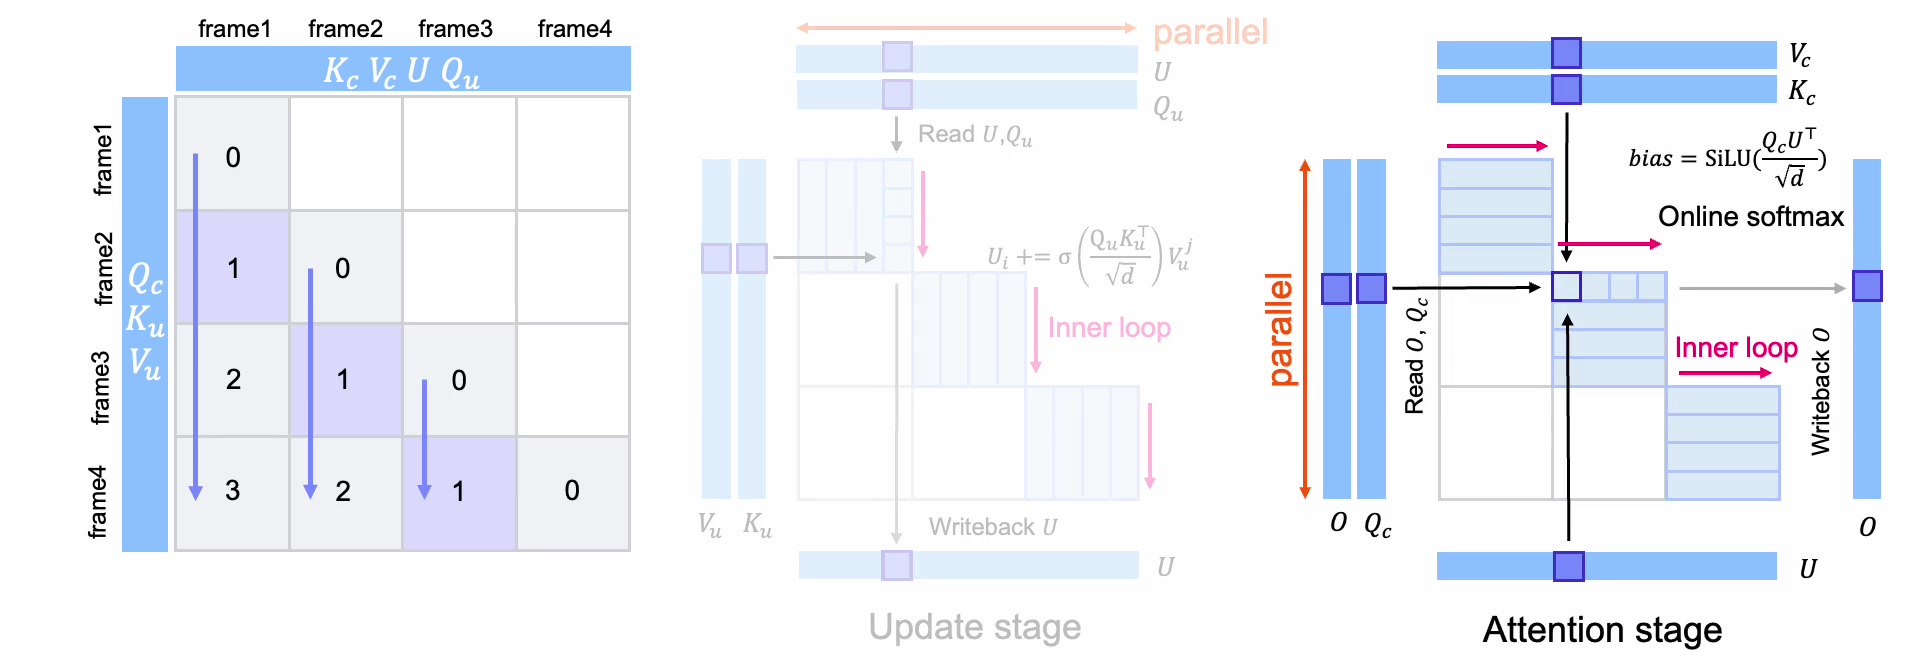 frame1 frame2 frame3 frame4
K_c V_c U Q_u
frame1
frame2
frame3
frame4
Q_c
K_u
V_u
0
1 0
2 1 0
3 2 1 0
parallel
U
Q_u
Read U,Q_u
U_i += σ(Q_u K_u^⊤ / √d) V_u^j
Inner loop
V_u K_u
Writeback U
U
Update stage
V_c
K_c
bias = SiLU(Q_c U^⊤ / √d)
Online softmax
parallel
Read O, Q_c
Inner loop
Writeback O
O Q_c
O
U
Attention stage